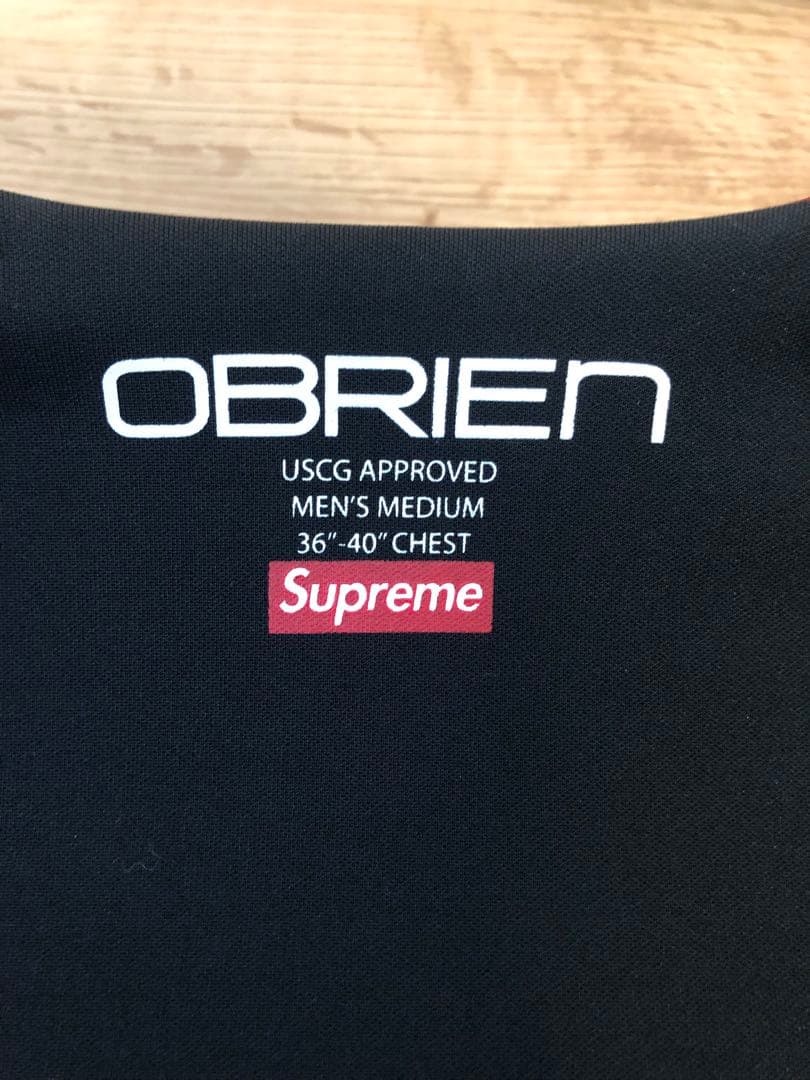 OBRIEn
USCG APPROVED
MEN'S MEDIUM
36"-40" CHEST
Supreme